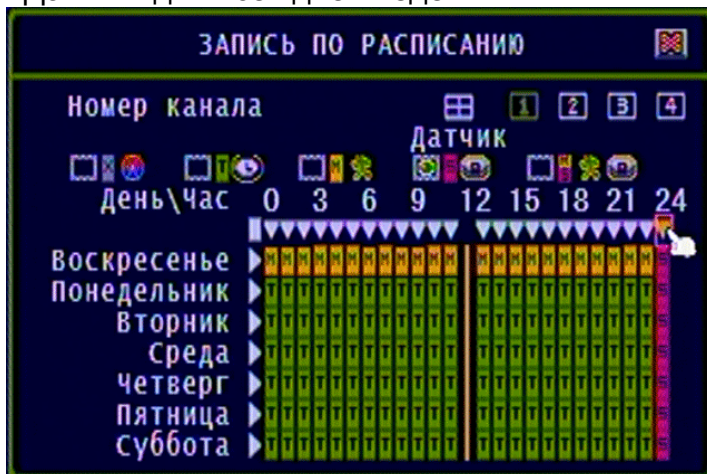 ЗАПИСЬ ПО РАСПИСАНИЮ
Номер канала 1 2 3 4
Датчик
День\Час 0 3 6 9 12 15 18 21 24
Воскресенье M M M M M M M M M M M M M M M M M M M M M M M S
Понедельник T T T T T T T T T T T T T T T T T T T T T T T S
Вторник T T T T T T T T T T T T T T T T T T T T T T T S
Среда T T T T T T T T T T T T T T T T T T T T T T T S
Четверг T T T T T T T T T T T T T T T T T T T T T T T S
Пятница T T T T T T T T T T T T T T T T T T T T T T T S
Суббота T T T T T T T T T T T T T T T T T T T T T T T S